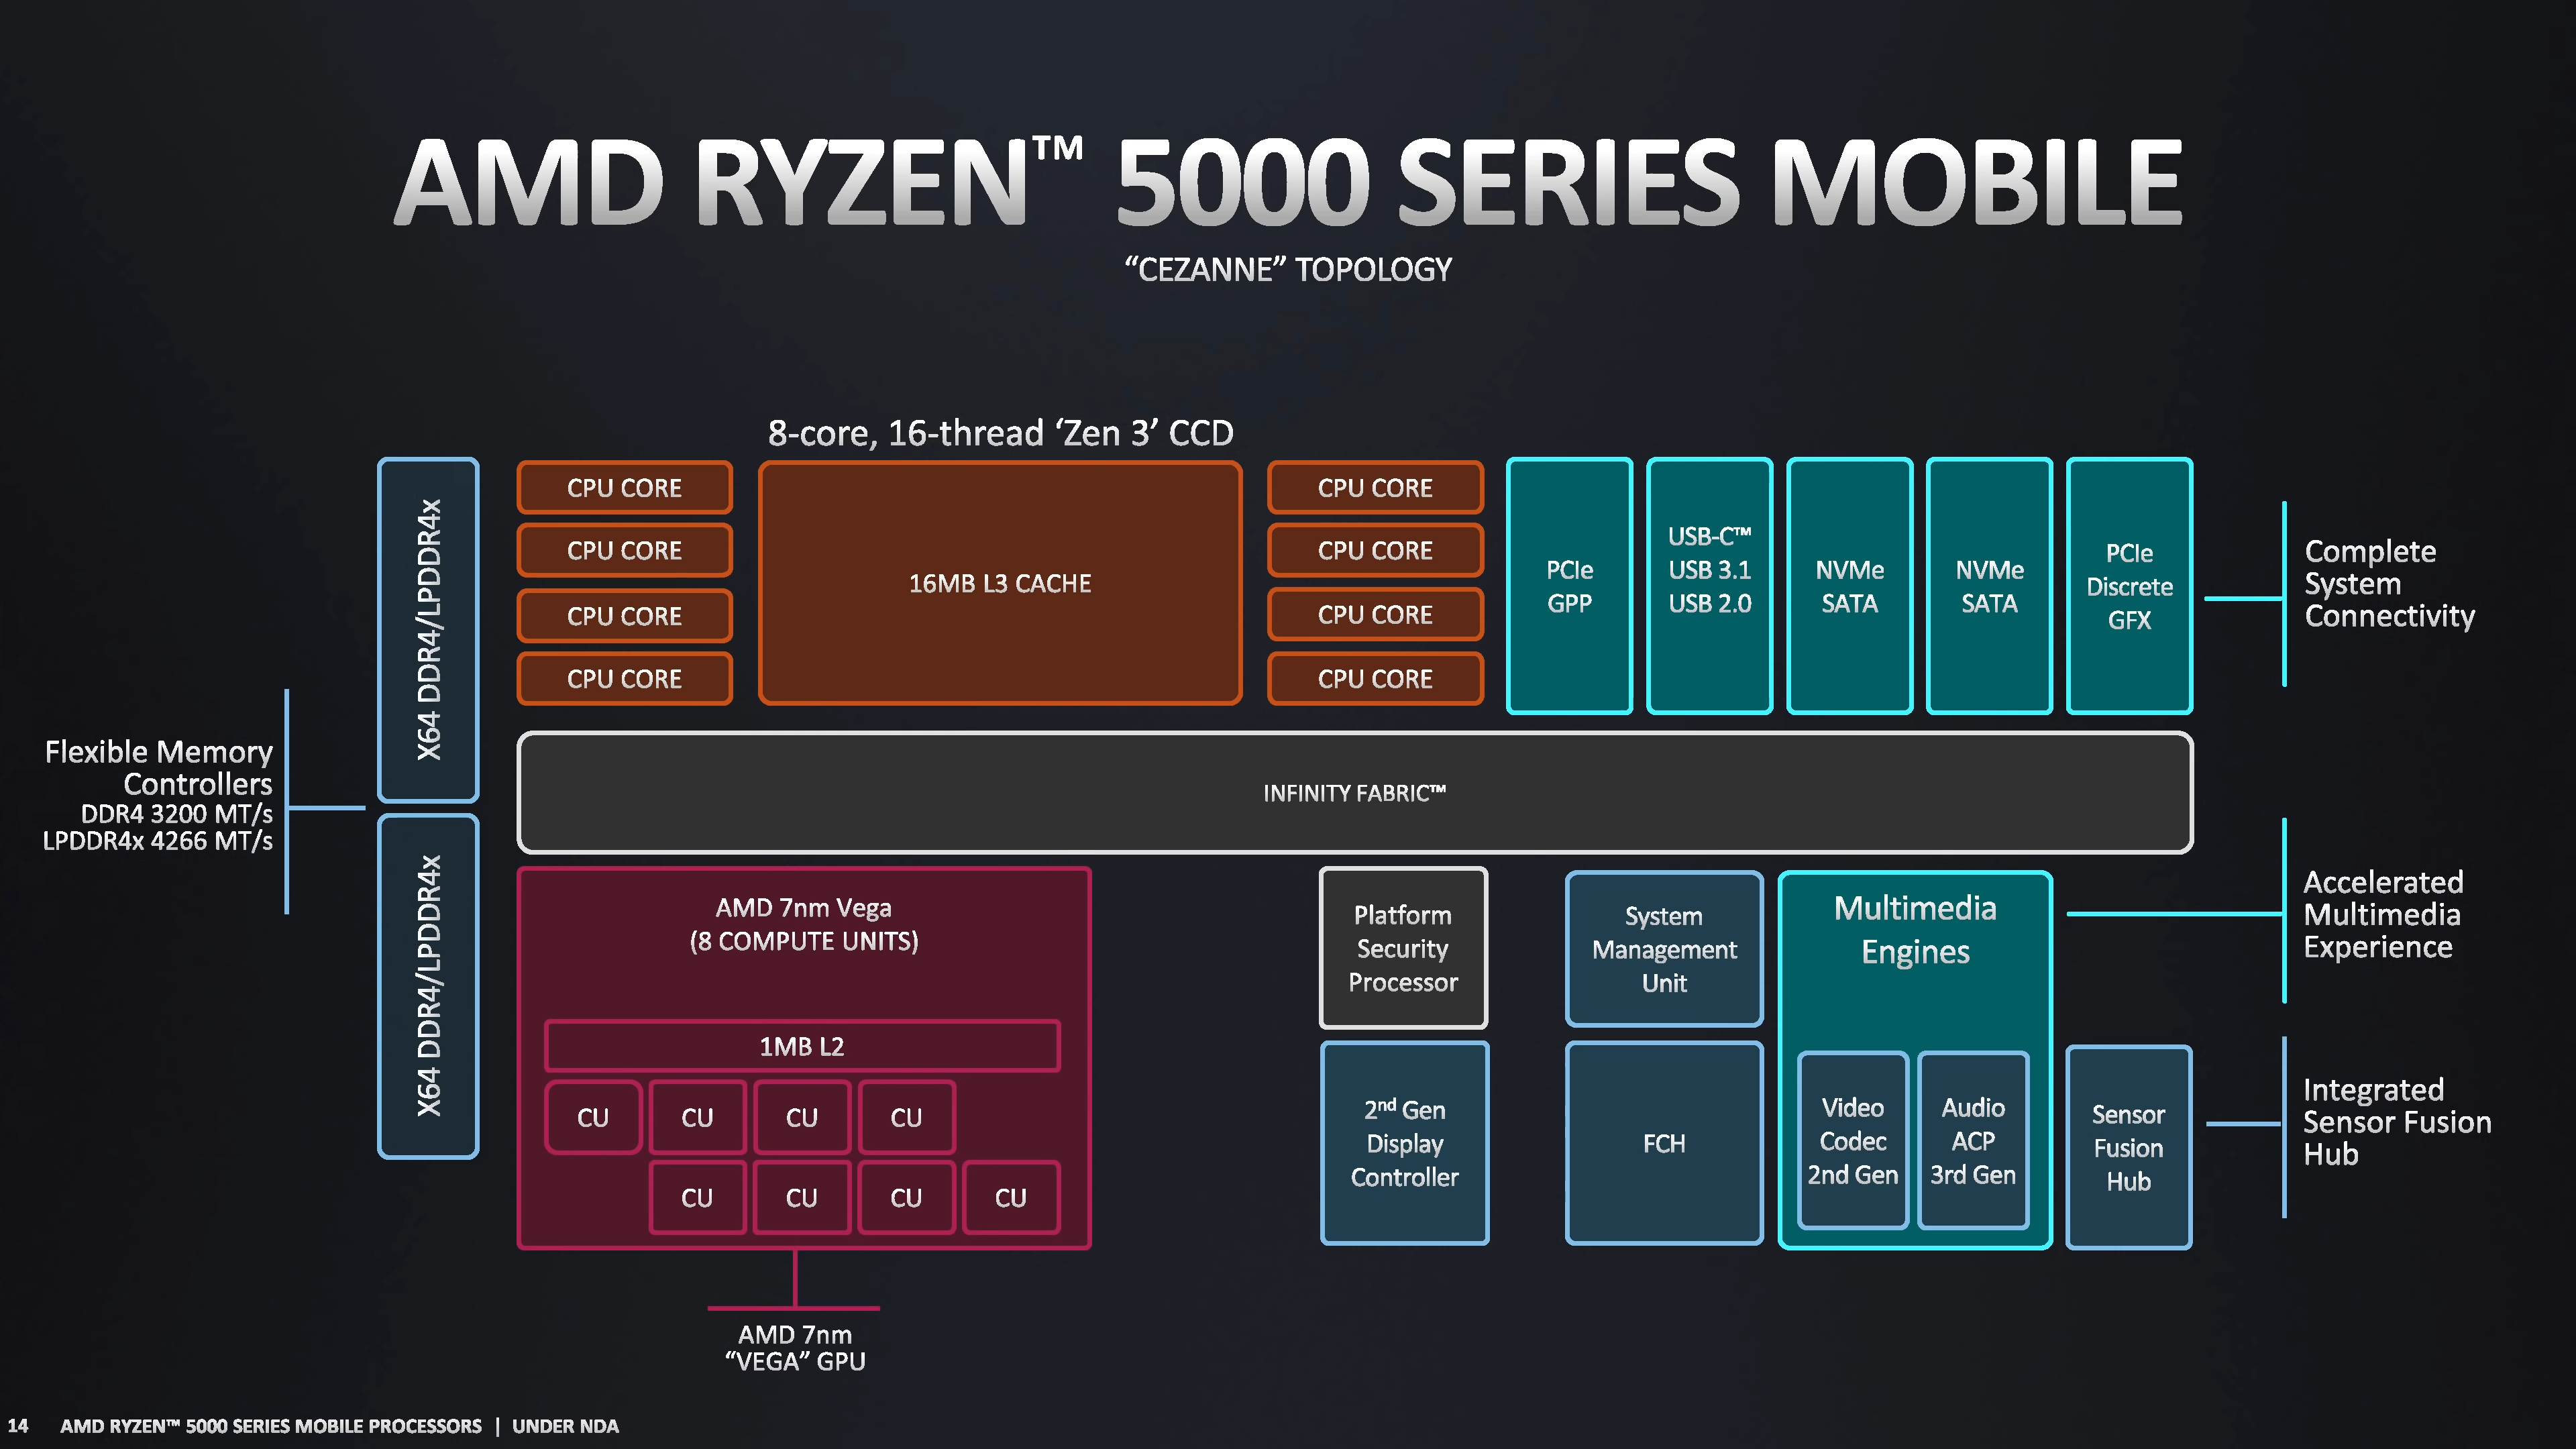 AMD RYZEN™ 5000 SERIES MOBILE
“CEZANNE” TOPOLOGY
8-core, 16-thread ‘Zen 3’ CCD
X64 DDR4/LPDDR4x
X64 DDR4/LPDDR4x
Flexible Memory
Controllers
DDR4 3200 MT/s
LPDDR4x 4266 MT/s
CPU CORE
CPU CORE
CPU CORE
CPU CORE
16MB L3 CACHE
CPU CORE
CPU CORE
CPU CORE
CPU CORE
PCIe
GPP
USB-C™
USB 3.1
USB 2.0
NVMe
SATA
NVMe
SATA
PCIe
Discrete
GFX
Complete
System
Connectivity
INFINITY FABRIC™
AMD 7nm Vega
(8 COMPUTE UNITS)
1MB L2
CU
CU
CU
CU
CU
CU
CU
CU
AMD 7nm
“VEGA” GPU
Platform
Security
Processor
2nd Gen
Display
Controller
System
Management
Unit
FCH
Multimedia
Engines
Video
Codec
2nd Gen
Audio
ACP
3rd Gen
Sensor
Fusion
Hub
Accelerated
Multimedia
Experience
Integrated
Sensor Fusion
Hub
14 AMD RYZEN™ 5000 SERIES MOBILE PROCESSORS | UNDER NDA